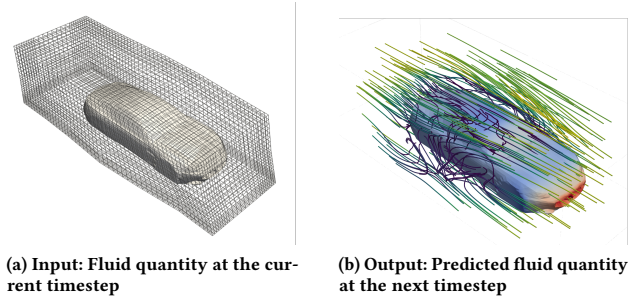 (a) Input: Fluid quantity at the cur-
rent timestep
(b) Output: Predicted fluid quantity
at the next timestep